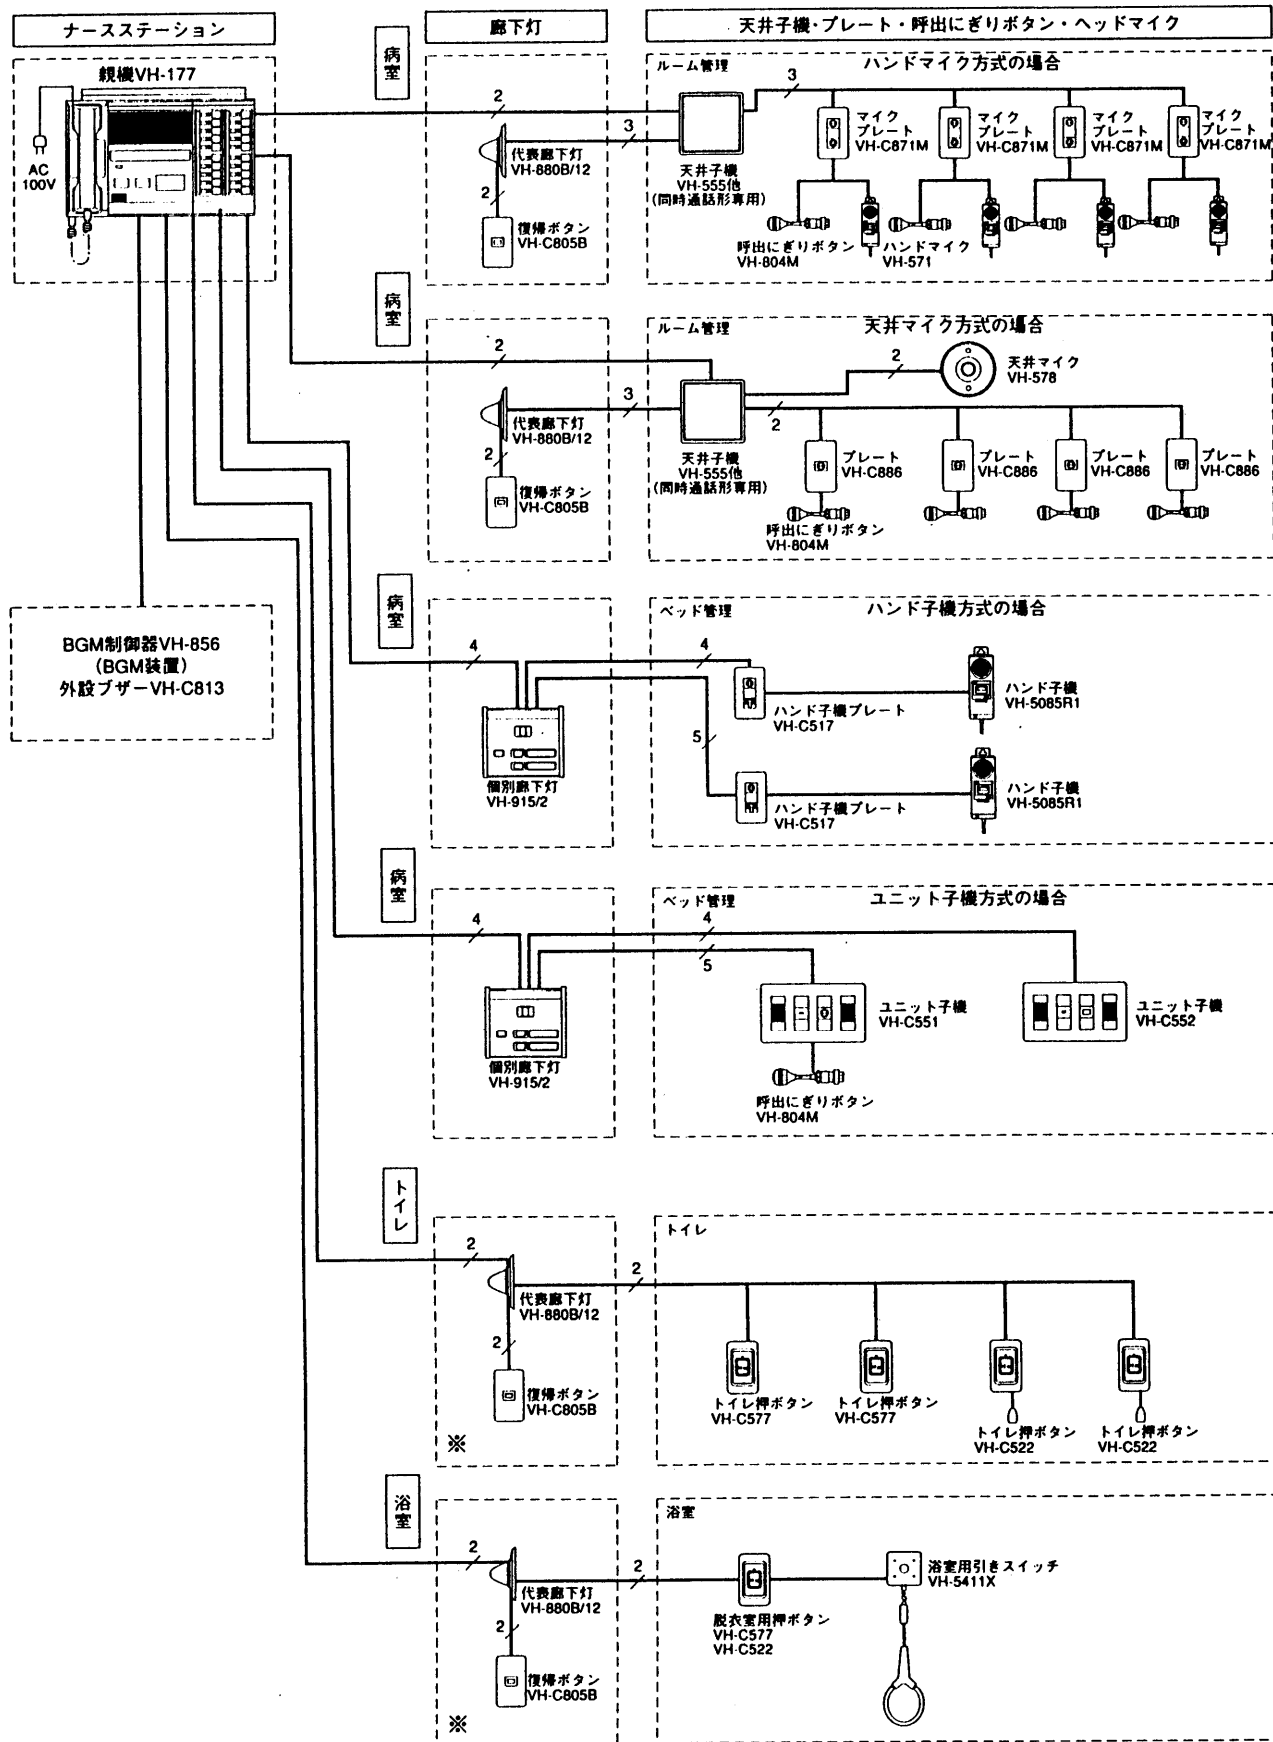 ナースステーション
廊下灯
天井子機・プレート・呼出にぎりボタン・ヘッドマイク
親機VH-177
AC
100V
病室
2
3
代表廊下灯
VH-880B/12
2
復帰ボタン
VH-C805B
ルーム管理
ハンドマイク方式の場合
3
天井子機
VH-555他
(同時通話形専用)
マイク
プレート
VH-C871M
マイク
プレート
VH-C871M
マイク
プレート
VH-C871M
マイク
プレート
VH-C871M
呼出にぎりボタン
VH-804M
ハンドマイク
VH-571
病室
2
3
代表廊下灯
VH-880B/12
2
復帰ボタン
VH-C805B
ルーム管理
天井マイク方式の場合
2
天井マイク
VH-578
2
天井子機
VH-555他
(同時通話形専用)
プレート
VH-C886
プレート
VH-C886
プレート
VH-C886
プレート
VH-C886
呼出にぎりボタン
VH-804M
BGM制御器VH-856
(BGM装置)
外設ブザーVH-C813
病室
4
個別廊下灯
VH-915/2
ベッド管理
ハンド子機方式の場合
4
ハンド子機プレート
VH-C517
ハンド子機
VH-5085R1
5
ハンド子機プレート
VH-C517
ハンド子機
VH-5085R1
病室
4
個別廊下灯
VH-915/2
ベッド管理
ユニット子機方式の場合
4
5
ユニット子機
VH-C551
ユニット子機
VH-C552
呼出にぎりボタン
VH-804M
トイレ
2
代表廊下灯
VH-880B/12
2
復帰ボタン
VH-C805B
※
トイレ
2
トイレ押ボタン
VH-C577
トイレ押ボタン
VH-C577
トイレ押ボタン
VH-C522
トイレ押ボタン
VH-C522
浴室
2
代表廊下灯
VH-880B/12
2
復帰ボタン
VH-C805B
※
浴室
2
脱衣室用押ボタン
VH-C577
VH-C522
浴室用引きスイッチ
VH-5411X